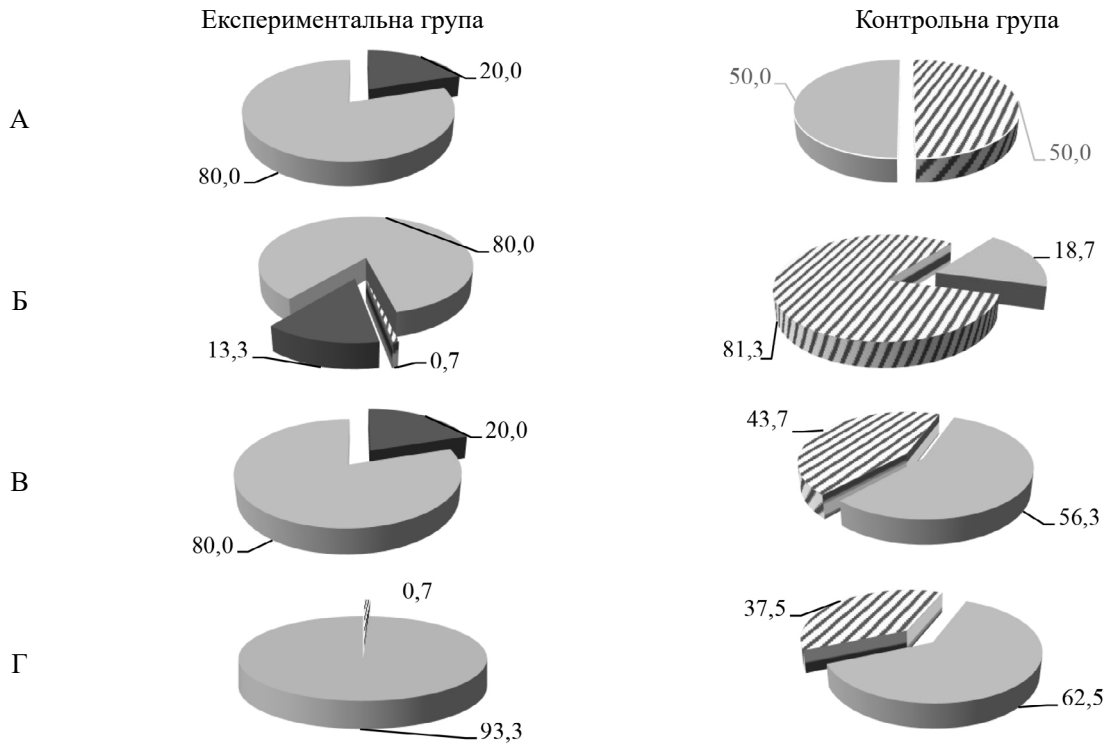 Експериментальна група
Контрольна група
А
20,0
80,0
50,0
50,0
Б
80,0
13,3
0,7
18,7
81,3
В
20,0
80,0
43,7
56,3
Г
0,7
93,3
37,5
62,5